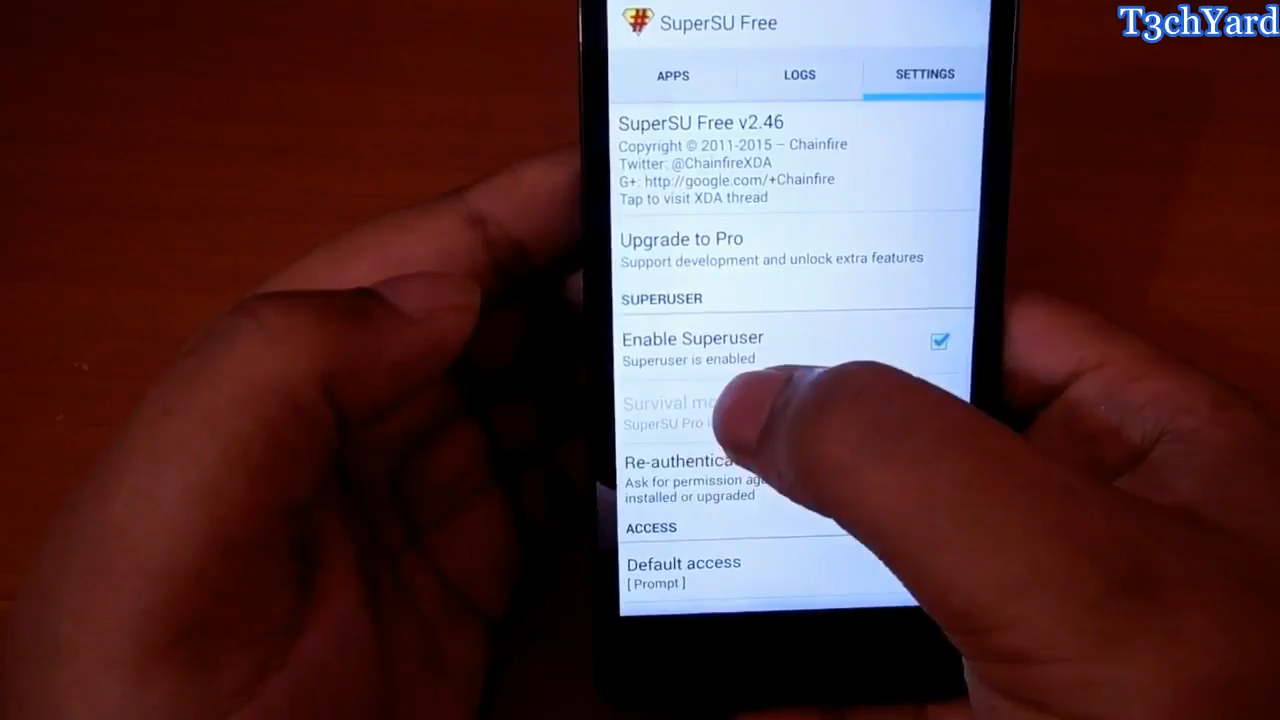 T3chYard
SuperSU Free
APPS LOGS SETTINGS
SuperSU Free v2.46
Copyright © 2011-2015 – Chainfire
Twitter: @ChainfireXDA
G+: http://google.com/+Chainfire
Tap to visit XDA thread
Upgrade to Pro
Support development and unlock extra features
SUPERUSER
Enable Superuser
Superuser is enabled
Survival
SuperSU Pro
Ask for permission
installed or upgraded
ACCESS
Default access
[ Prompt ]